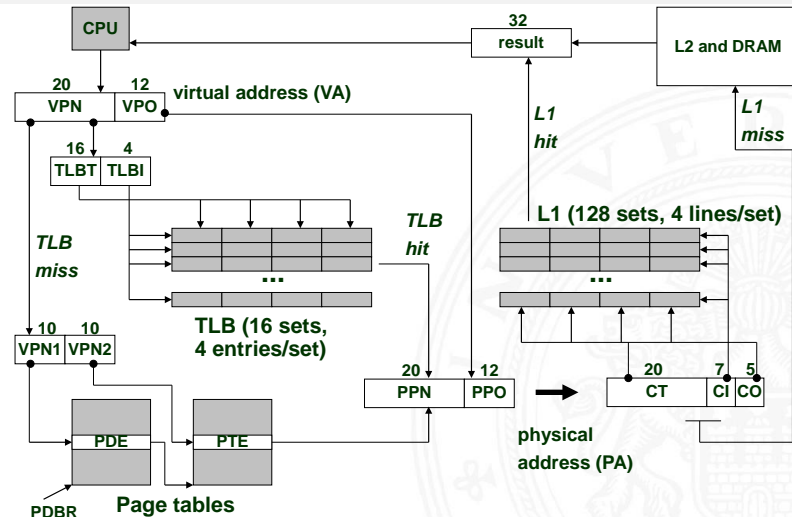 CPU
32
result
L2 and DRAM
20 12
VPN VPO
virtual address (VA)
L1
hit
L1
miss
16 4
TLBT TLBI
TLB
miss
TLB
hit
L1 (128 sets, 4 lines/set)
...
...
TLB (16 sets,
4 entries/set)
10 10
VPN1 VPN2
20 12
PPN PPO
20 7 5
CT CI CO
physical
address (PA)
PDE
PTE
PDBR
Page tables